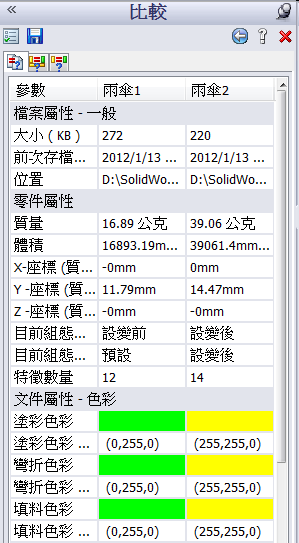 比較
參數 雨傘1 雨傘2
檔案屬性 - 一般
大小 ( KB ) 272 220
前次存檔... 2012/1/13 ... 2012/1/13 ...
位置 D:\SolidWo... D:\SolidWo...
零件屬性
質量 16.89 公克 39.06 公克
體積 16893.19m... 39061.4mm...
X-座標 (質... -0mm 0mm
Y -座標 (質... 11.79mm 14.47mm
Z -座標 (質... -0mm -0mm
目前組態... 設變前 設變後
目前組態... 預設 設變後
特徵數量 12 14
文件屬性 - 色彩
塗彩色彩
塗彩色彩 ... (0,255,0) (255,255,0)
彎折色彩
彎折色彩 ... (0,255,0) (255,255,0)
填料色彩
填料色彩 ... (0,255,0) (255,255,0)